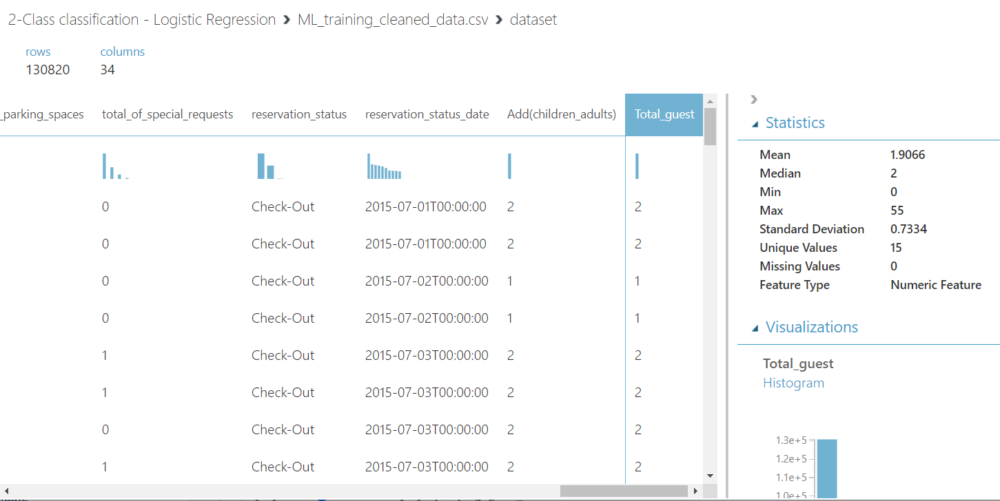 2-Class classification - Logistic Regression > ML_training_cleaned_data.csv > dataset
rows columns
130820 34
_parking_spaces total_of_special_requests reservation_status reservation_status_date Add(children_adults) Total_guest
0 Check-Out 2015-07-01T00:00:00 2 2
0 Check-Out 2015-07-01T00:00:00 2 2
0 Check-Out 2015-07-02T00:00:00 1 1
0 Check-Out 2015-07-02T00:00:00 1 1
1 Check-Out 2015-07-03T00:00:00 2 2
1 Check-Out 2015-07-03T00:00:00 2 2
0 Check-Out 2015-07-03T00:00:00 2 2
1 Check-Out 2015-07-03T00:00:00 2 2
Statistics
Mean 1.9066
Median 2
Min 0
Max 55
Standard Deviation 0.7334
Unique Values 15
Missing Values 0
Feature Type Numeric Feature
Visualizations
Total_guest
Histogram
1.3e+5
1.2e+5
1.1e+5
1.0e+5